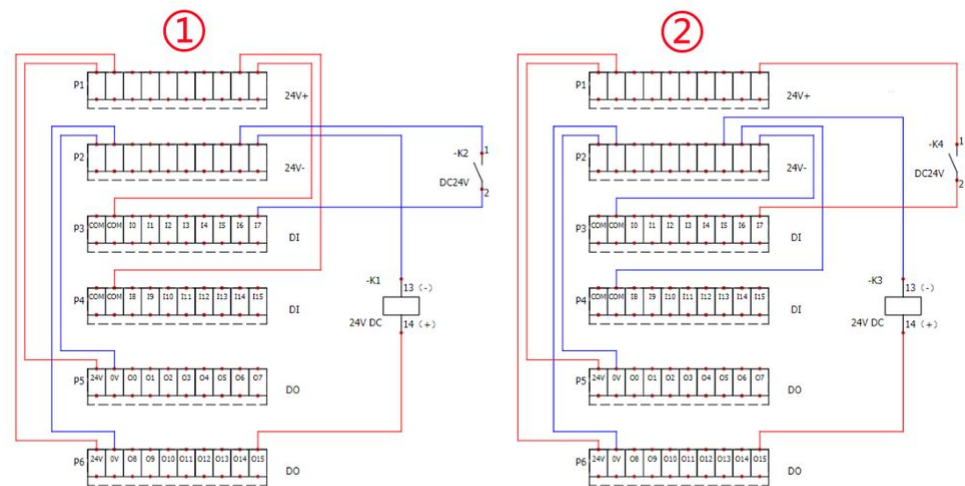 ①
P1
24V+
P2
24V-
-K2
1
DC24V
2
P3
COM COM I0 I1 I2 I3 I4 I5 I6 I7
DI
P4
COM COM I8 I9 I10 I11 I12 I13 I14 I15
DI
-K1
13 (-)
24V DC
14 (+)
P5
24V 0V O0 O1 O2 O3 O4 O5 O6 O7
DO
P6
24V 0V O8 O9 O10 O11 O12 O13 O14 O15
DO
②
P1
24V+
P2
24V-
-K4
1
DC24V
2
P3
COM COM I0 I1 I2 I3 I4 I5 I6 I7
DI
P4
COM COM I8 I9 I10 I11 I12 I13 I14 I15
DI
-K3
13 (-)
24V DC
14 (+)
P5
24V 0V O0 O1 O2 O3 O4 O5 O6 O7
DO
P6
24V 0V O8 O9 O10 O11 O12 O13 O14 O15
DO